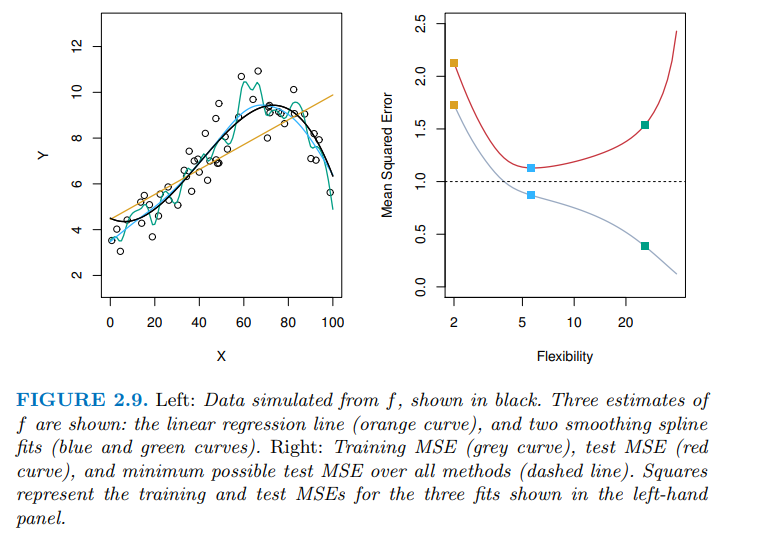 12
10
8
6
4
2
Y
0 20 40 60 80 100
X
2.5
2.0
1.5
1.0
0.5
0.0
Mean Squared Error
2 5 10 20
Flexibility
FIGURE 2.9. Left: Data simulated from f, shown in black. Three estimates of
f are shown: the linear regression line (orange curve), and two smoothing spline
fits (blue and green curves). Right: Training MSE (grey curve), test MSE (red
curve), and minimum possible test MSE over all methods (dashed line). Squares
represent the training and test MSEs for the three fits shown in the left-hand
panel.